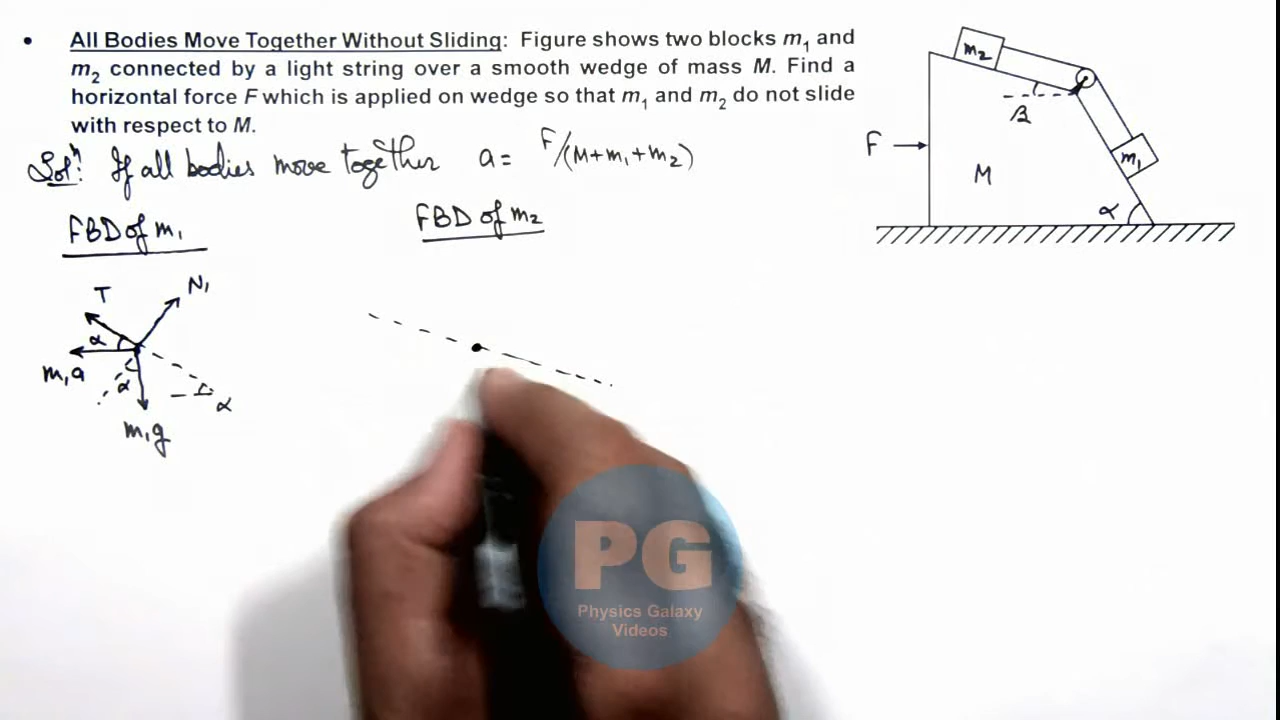 • All Bodies Move Together Without Sliding: Figure shows two blocks m₁ and
m₂ connected by a light string over a smooth wedge of mass M. Find a
horizontal force F which is applied on wedge so that m₁ and m₂ do not slide
with respect to M.
Solⁿ: If all bodies move together a = F/(M+m₁+m₂)
FBD of m₁
FBD of m₂
T
N₁
α
m₁a
α
α
m₁g
m₂
β
F
m₁
M
α
PG
Physics Galaxy
Videos